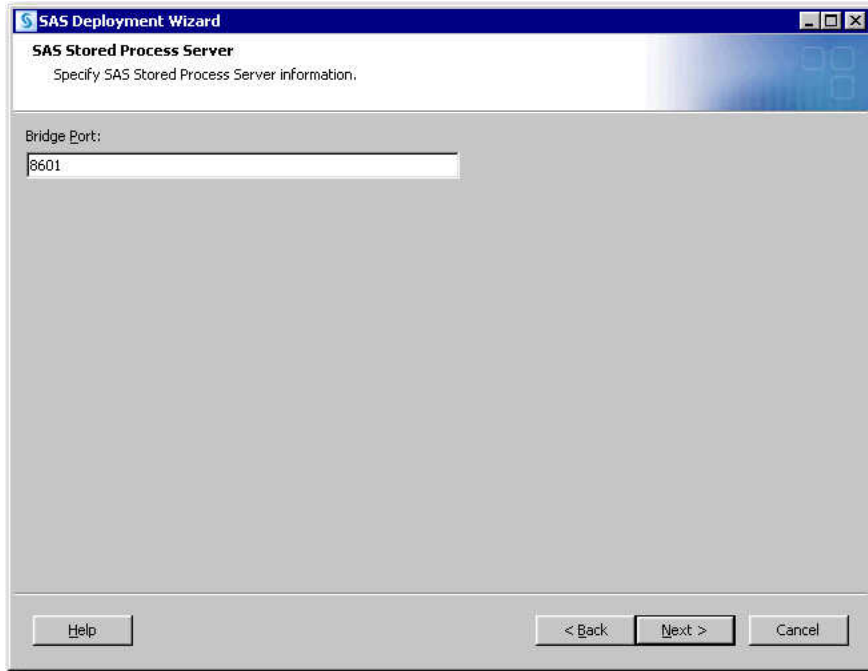 SAS Deployment Wizard
SAS Stored Process Server
Specify SAS Stored Process Server information.
Bridge Port:
8601
Help
< Back
Next >
Cancel